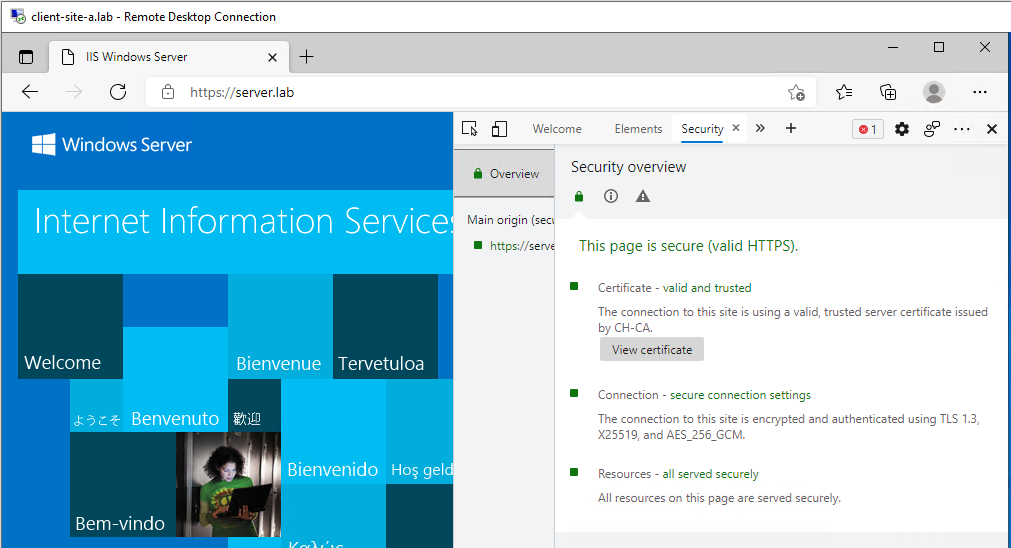 client-site-a.lab - Remote Desktop Connection
IIS Windows Server
https://server.lab
Windows Server
Internet Information Services
Welcome
Bienvenue
Tervetuloa
ようこそ
Benvenuto
歡迎
Bienvenido
Hoş geld
Bem-vindo
Welcome
Elements
Security
1
Overview
Main origin (secu
https://serve
Security overview
This page is secure (valid HTTPS).
Certificate - valid and trusted
The connection to this site is using a valid, trusted server certificate issued
by CH-CA.
View certificate
Connection - secure connection settings
The connection to this site is encrypted and authenticated using TLS 1.3,
X25519, and AES_256_GCM.
Resources - all served securely
All resources on this page are served securely.